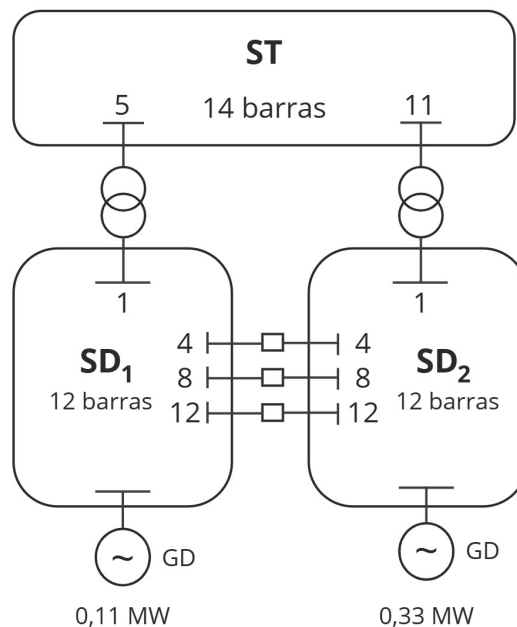 ST
5 14 barras 11
1 1
SD1 SD2
12 barras 12 barras
4 4
8 8
12 12
~ GD ~ GD
0,11 MW 0,33 MW